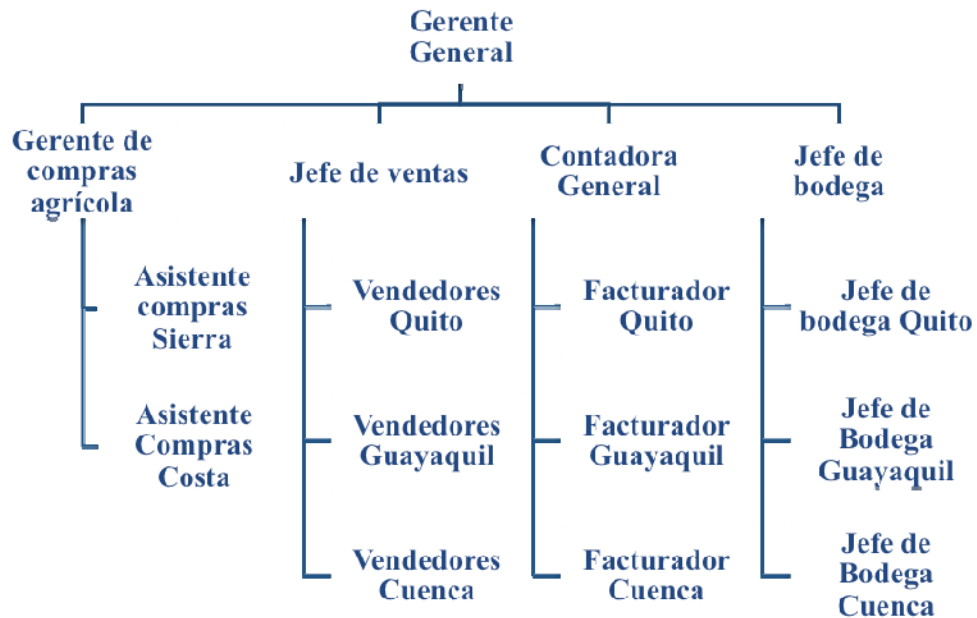 Gerente
General
Gerente de
compras
agrícola
Jefe de ventas
Contadora
General
Jefe de
bodega
Asistente
compras
Sierra
Asistente
Compras
Costa
Vendedores
Quito
Vendedores
Guayaquil
Vendedores
Cuenca
Facturador
Quito
Facturador
Guayaquil
Facturador
Cuenca
Jefe de
bodega Quito
Jefe de
Bodega
Guayaquil
Jefe de
Bodega
Cuenca